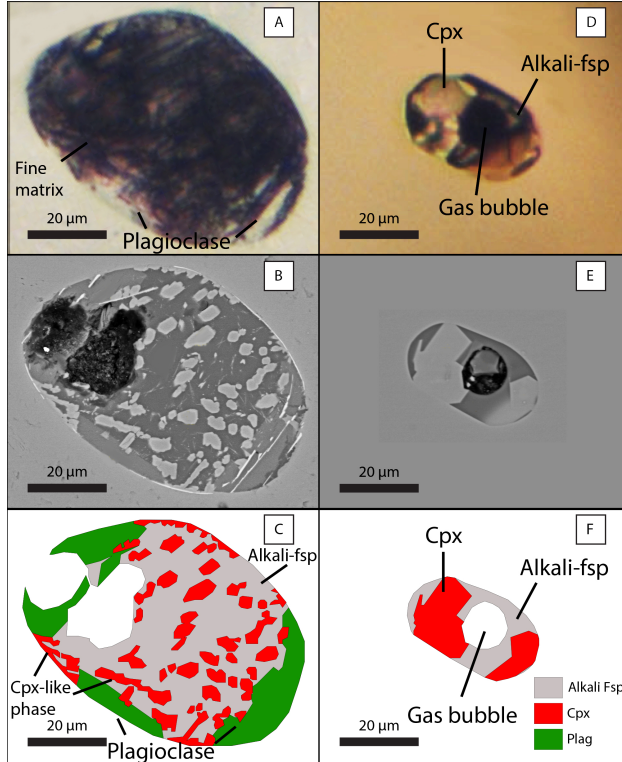 A
Fine
matrix
20 µm
Plagioclase
D
Cpx
Alkali-fsp
Gas bubble
20 µm
B
20 µm
E
20 µm
C
Alkali-fsp
Cpx-like
phase
20 µm
Plagioclase
F
Cpx
Alkali-fsp
Gas bubble
20 µm
Alkali Fsp
Cpx
Plag